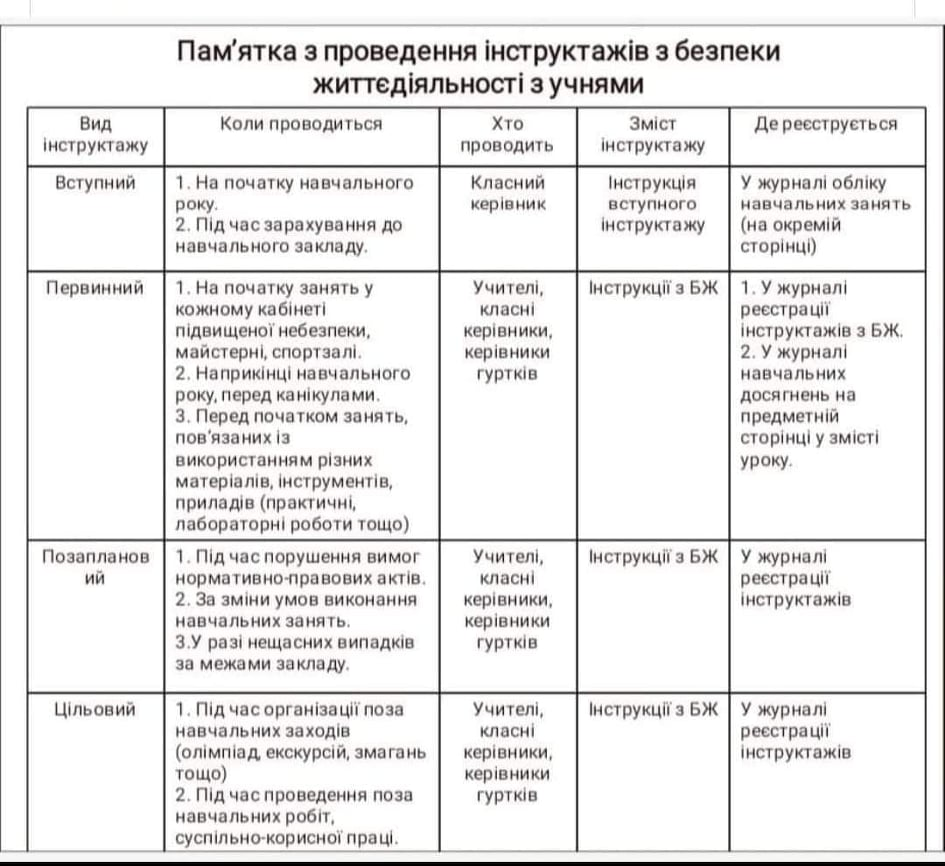 Пам’ятка з проведення інструктажів з безпеки
життєдіяльності з учнями
Вид
інструктажу
Коли проводиться
Хто
проводить
Зміст
інструктажу
Де реєструється
Вступний
1. На початку навчального
року.
2. Під час зарахування до
навчального закладу.
Класний
керівник
Інструкція
вступного
інструктажу
У журналі обліку
навчальних занять
(на окремій
сторінці)
Первинний
1. На початку занять у
кожному кабінеті
підвищеної небезпеки,
майстерні, спортзалі.
2. Наприкінці навчального
року, перед канікулами.
3. Перед початком занять,
пов’язаних із
використанням різних
матеріалів, інструментів,
приладів (практичні,
лабораторні роботи тощо)
Учителі,
класні
керівники,
керівники
гуртків
Інструкції з БЖ
1. У журналі
реєстрації
інструктажів з БЖ.
2. У журналі
навчальних
досягнень на
предметній
сторінці у змісті
уроку.
Позапланов
ий
1. Під час порушення вимог
нормативно-правових актів.
2. За зміни умов виконання
навчальних занять.
3.У разі нещасних випадків
за межами закладу.
Учителі,
класні
керівники,
керівники
гуртків
Інструкції з БЖ
У журналі
реєстрації
інструктажів
Цільовий
1. Під час організації поза
навчальних заходів
(олімпіад, екскурсій, змагань
тощо)
2. Під час проведення поза
навчальних робіт,
суспільно-корисної праці.
Учителі,
класні
керівники,
керівники
гуртків
Інструкції з БЖ
У журналі
реєстрації
інструктажів